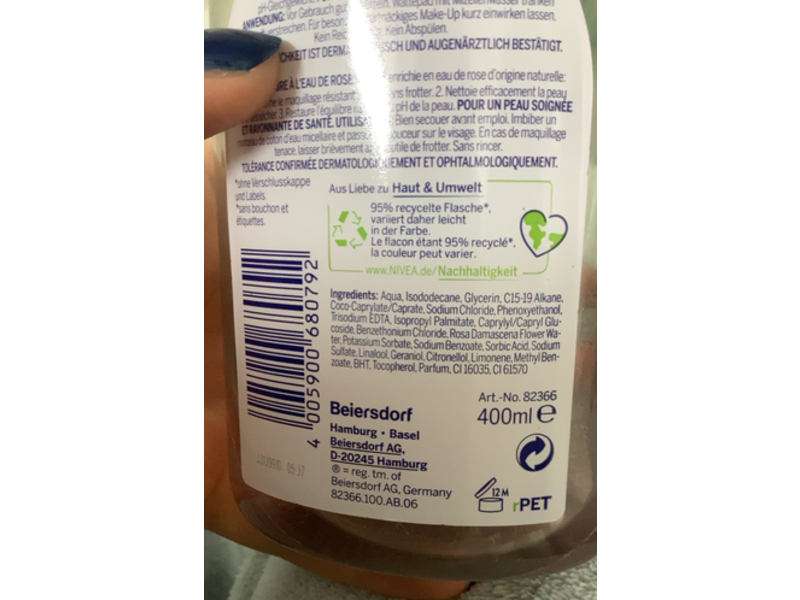 ANWENDUNG: Vor Gebrauch gut
Make-Up kurz einwirken lassen.
Kein Abspülen.
UND AUGENÄRZTLICH BESTÄTIGT.
À L'EAU DE ROSE, enrichie en eau de rose d'origine naturelle:
le maquillage résistant sans frotter. 2. Nettoie efficacement la peau
3. Restaure l'équilibre pH de la peau. POUR UN PEAU SOIGNÉE
ET RAYONNANTE DE SANTÉ. Bien secouer avant emploi. Imbiber un
de coton d'eau micellaire et douceur sur le visage. En cas de maquillage
tenace, laisser brièvement utile de frotter. Sans rincer.
TOLÉRANCE CONFIRMÉE DERMATOLOGIQUEMENT ET OPHTALMOLOGIQUEMENT.
*ohne Verschlusskappe
und Labels.
*sans bouchon et
étiquettes.
Aus Liebe zu Haut & Umwelt
95% recycelte Flasche*,
variiert daher leicht
in der Farbe.
Le flacon étant 95% recyclé*,
la couleur peut varier.
www.NIVEA.de/Nachhaltigkeit
Ingredients: Aqua, Isododecane, Glycerin, C15-19 Alkane,
Coco-Caprylate/Caprate, Sodium Chloride, Phenoxyethanol,
Trisodium EDTA, Isopropyl Palmitate, Caprylyl/Capryl Glu-
coside, Benzethonium Chloride, Rosa Damascena Flower Wa-
ter, Potassium Sorbate, Sodium Benzoate, Sorbic Acid, Sodium
Sulfate, Linalool, Geraniol, Citronellol, Limonene, Methyl Ben-
zoate, BHT, Tocopherol, Parfum, CI 16035, CI 61570
4 005900 680792
Art.-No. 82366
400ml e
Beiersdorf
Hamburg • Basel
Beiersdorf AG,
D-20245 Hamburg
® = reg. tm. of
Beiersdorf AG, Germany
82366.100.AB.06
12 M
rPET
05:37